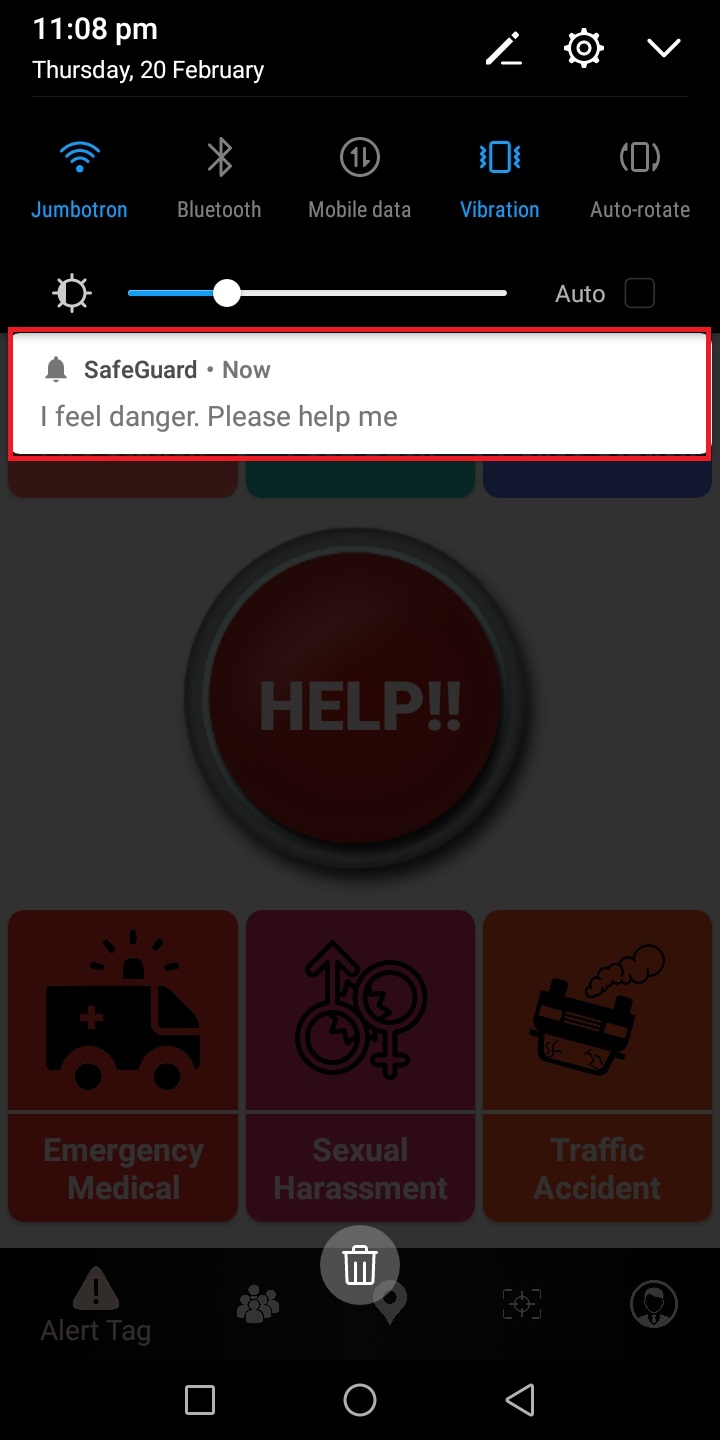 11:08 pm
Thursday, 20 February
Jumbotron Bluetooth Mobile data Vibration Auto-rotate
Auto
SafeGuard • Now
I feel danger. Please help me
HELP!!
Emergency Medical
Sexual Harassment
Traffic Accident
Alert Tag